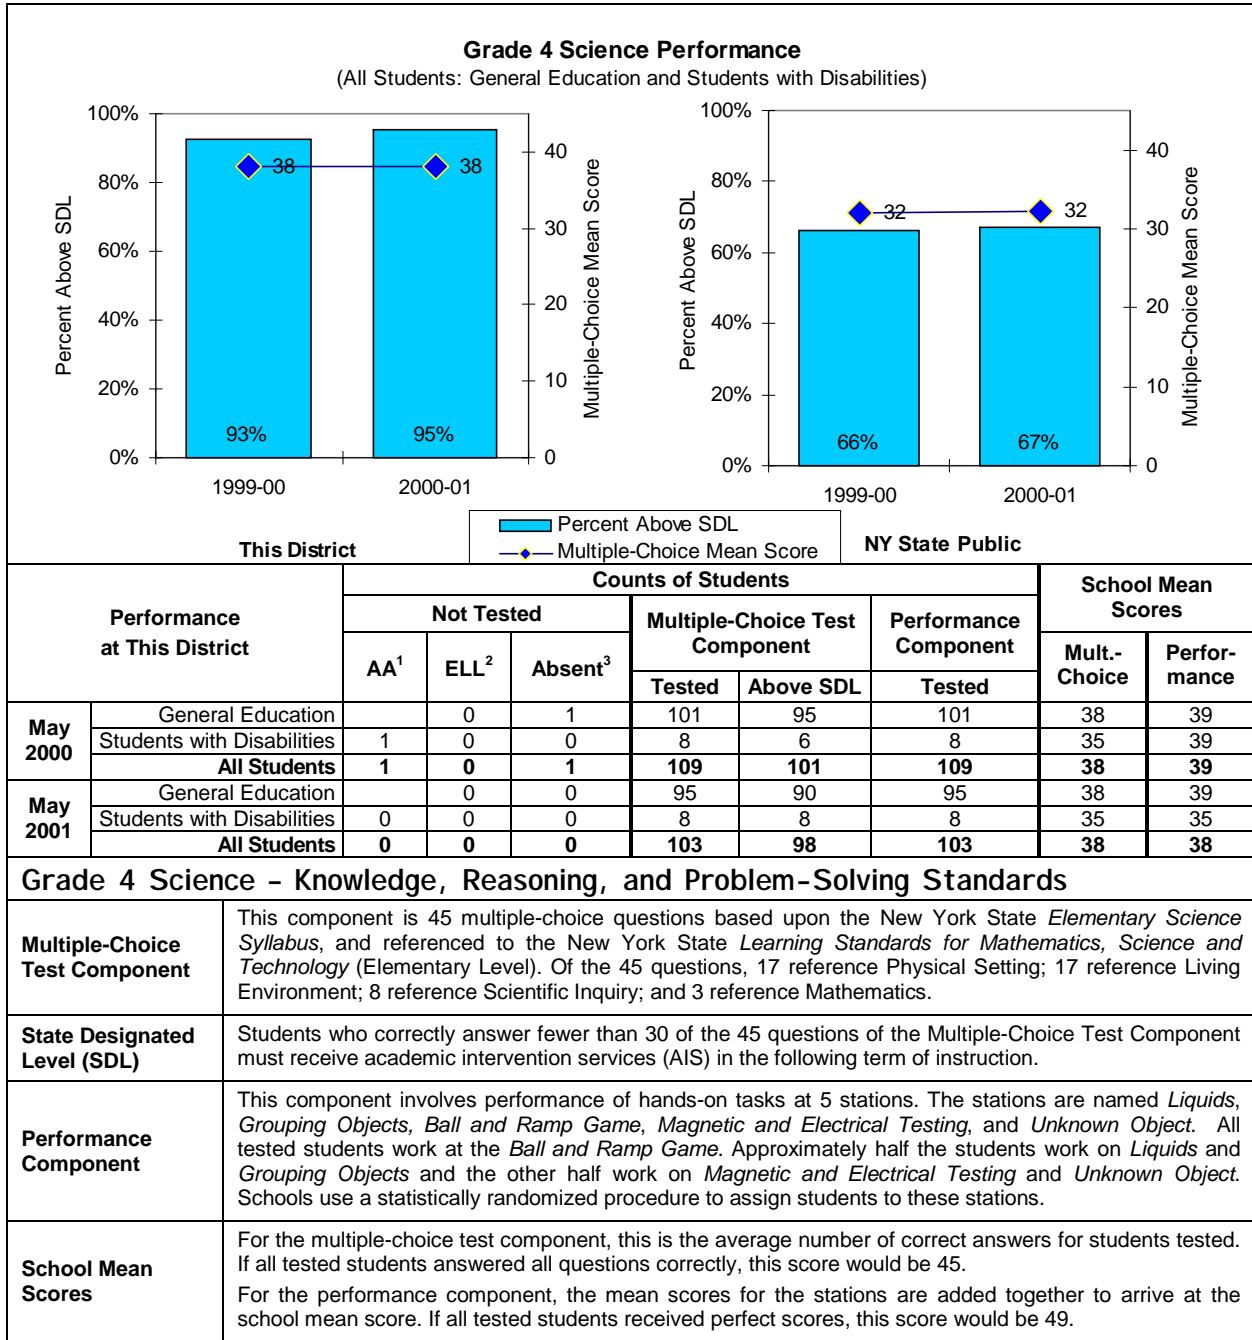 Grade 4 Science Performance
(All Students: General Education and Students with Disabilities)
100%
80%
60%
40%
20%
0%
Percent Above SDL
38
38
93%
95%
1999-00
2000-01
40
30
20
10
0
Multiple-Choice Mean Score
This District
100%
80%
60%
40%
20%
0%
Percent Above SDL
32
32
66%
67%
1999-00
2000-01
40
30
20
10
0
Multiple-Choice Mean Score
NY State Public
Percent Above SDL
Multiple-Choice Mean Score
Performance
at This District
Counts of Students
School Mean
Scores
Not Tested
Multiple-Choice Test
Component
Performance
Component
Mult.-
Choice
Perfor-
mance
AA1 ELL2 Absent3
Tested Above SDL Tested
May
2000
General Education 0 1 101 95 101 38 39
Students with Disabilities 1 0 0 8 6 8 35 39
All Students 1 0 1 109 101 109 38 39
May
2001
General Education 0 0 95 90 95 38 39
Students with Disabilities 0 0 0 8 8 8 35 35
All Students 0 0 0 103 98 103 38 38
Grade 4 Science – Knowledge, Reasoning, and Problem-Solving Standards
Multiple-Choice
Test Component
This component is 45 multiple-choice questions based upon the New York State Elementary Science
Syllabus, and referenced to the New York State Learning Standards for Mathematics, Science and
Technology (Elementary Level). Of the 45 questions, 17 reference Physical Setting; 17 reference Living
Environment; 8 reference Scientific Inquiry; and 3 reference Mathematics.
State Designated
Level (SDL)
Students who correctly answer fewer than 30 of the 45 questions of the Multiple-Choice Test Component
must receive academic intervention services (AIS) in the following term of instruction.
Performance
Component
This component involves performance of hands-on tasks at 5 stations. The stations are named Liquids,
Grouping Objects, Ball and Ramp Game, Magnetic and Electrical Testing, and Unknown Object. All
tested students work at the Ball and Ramp Game. Approximately half the students work on Liquids and
Grouping Objects and the other half work on Magnetic and Electrical Testing and Unknown Object.
Schools use a statistically randomized procedure to assign students to these stations.
School Mean
Scores
For the multiple-choice test component, this is the average number of correct answers for students tested.
If all tested students answered all questions correctly, this score would be 45.
For the performance component, the mean scores for the stations are added together to arrive at the
school mean score. If all tested students received perfect scores, this score would be 49.